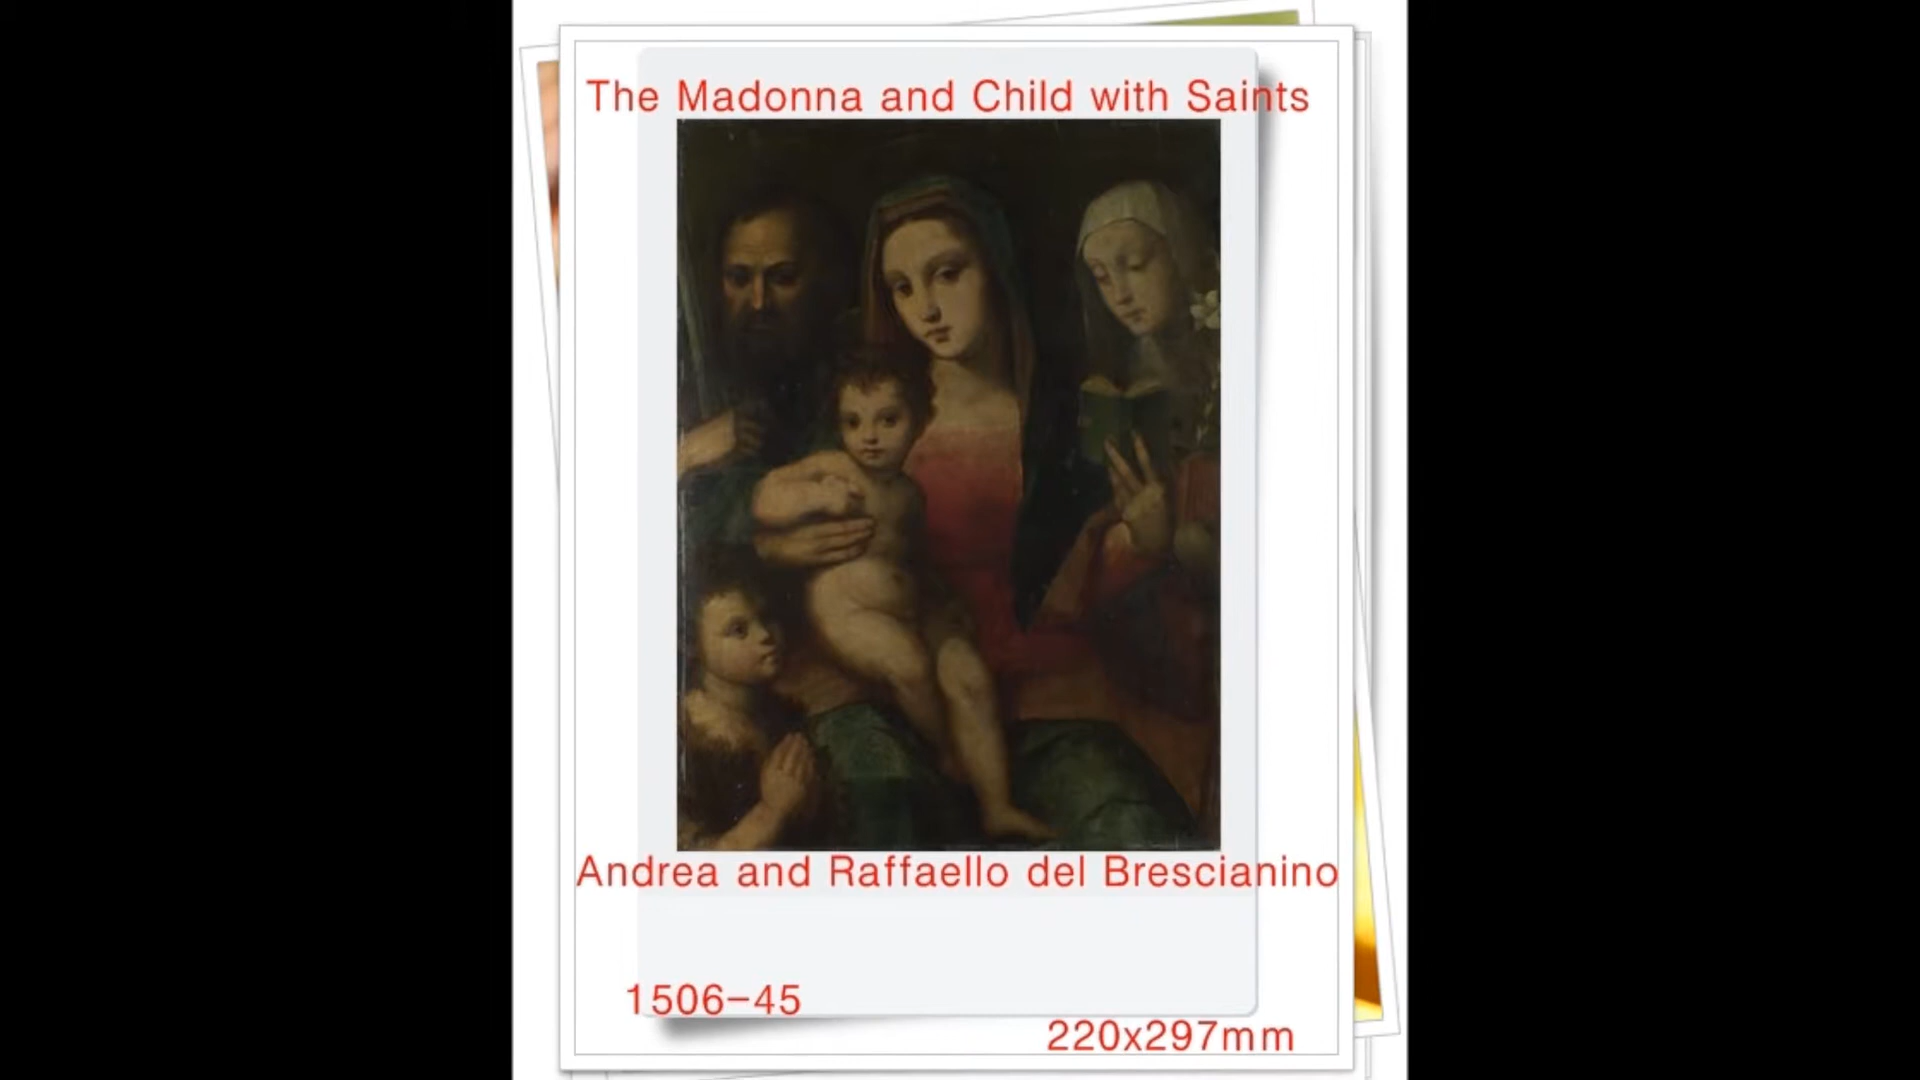 The Madonna and Child with Saints
Andrea and Raffaello del Brescianino
1506-45
220x297mm